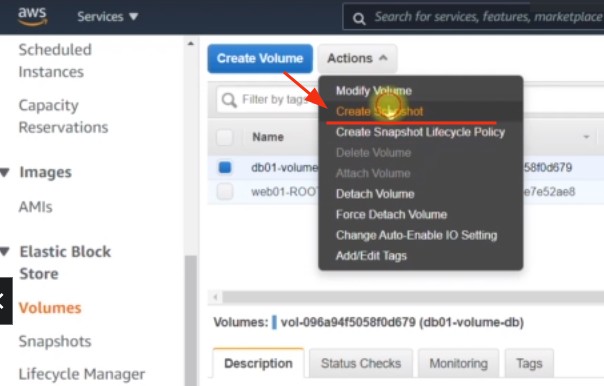 aws
Services
Search for services, features, marketplace
Scheduled
Instances
Capacity
Reservations
Images
AMIs
Elastic Block
Store
Volumes
Snapshots
Lifecycle Manager
Create Volume
Actions
Filter by tags
Name
db01-volume
58f0d679
web01-ROO
e7e52ae8
Modify Volume
Create Snapshot
Create Snapshot Lifecycle Policy
Delete Volume
Attach Volume
Detach Volume
Force Detach Volume
Change Auto-Enable IO Setting
Add/Edit Tags
Volumes: vol-096a94f5058f0d679 (db01-volume-db)
Description
Status Checks
Monitoring
Tags